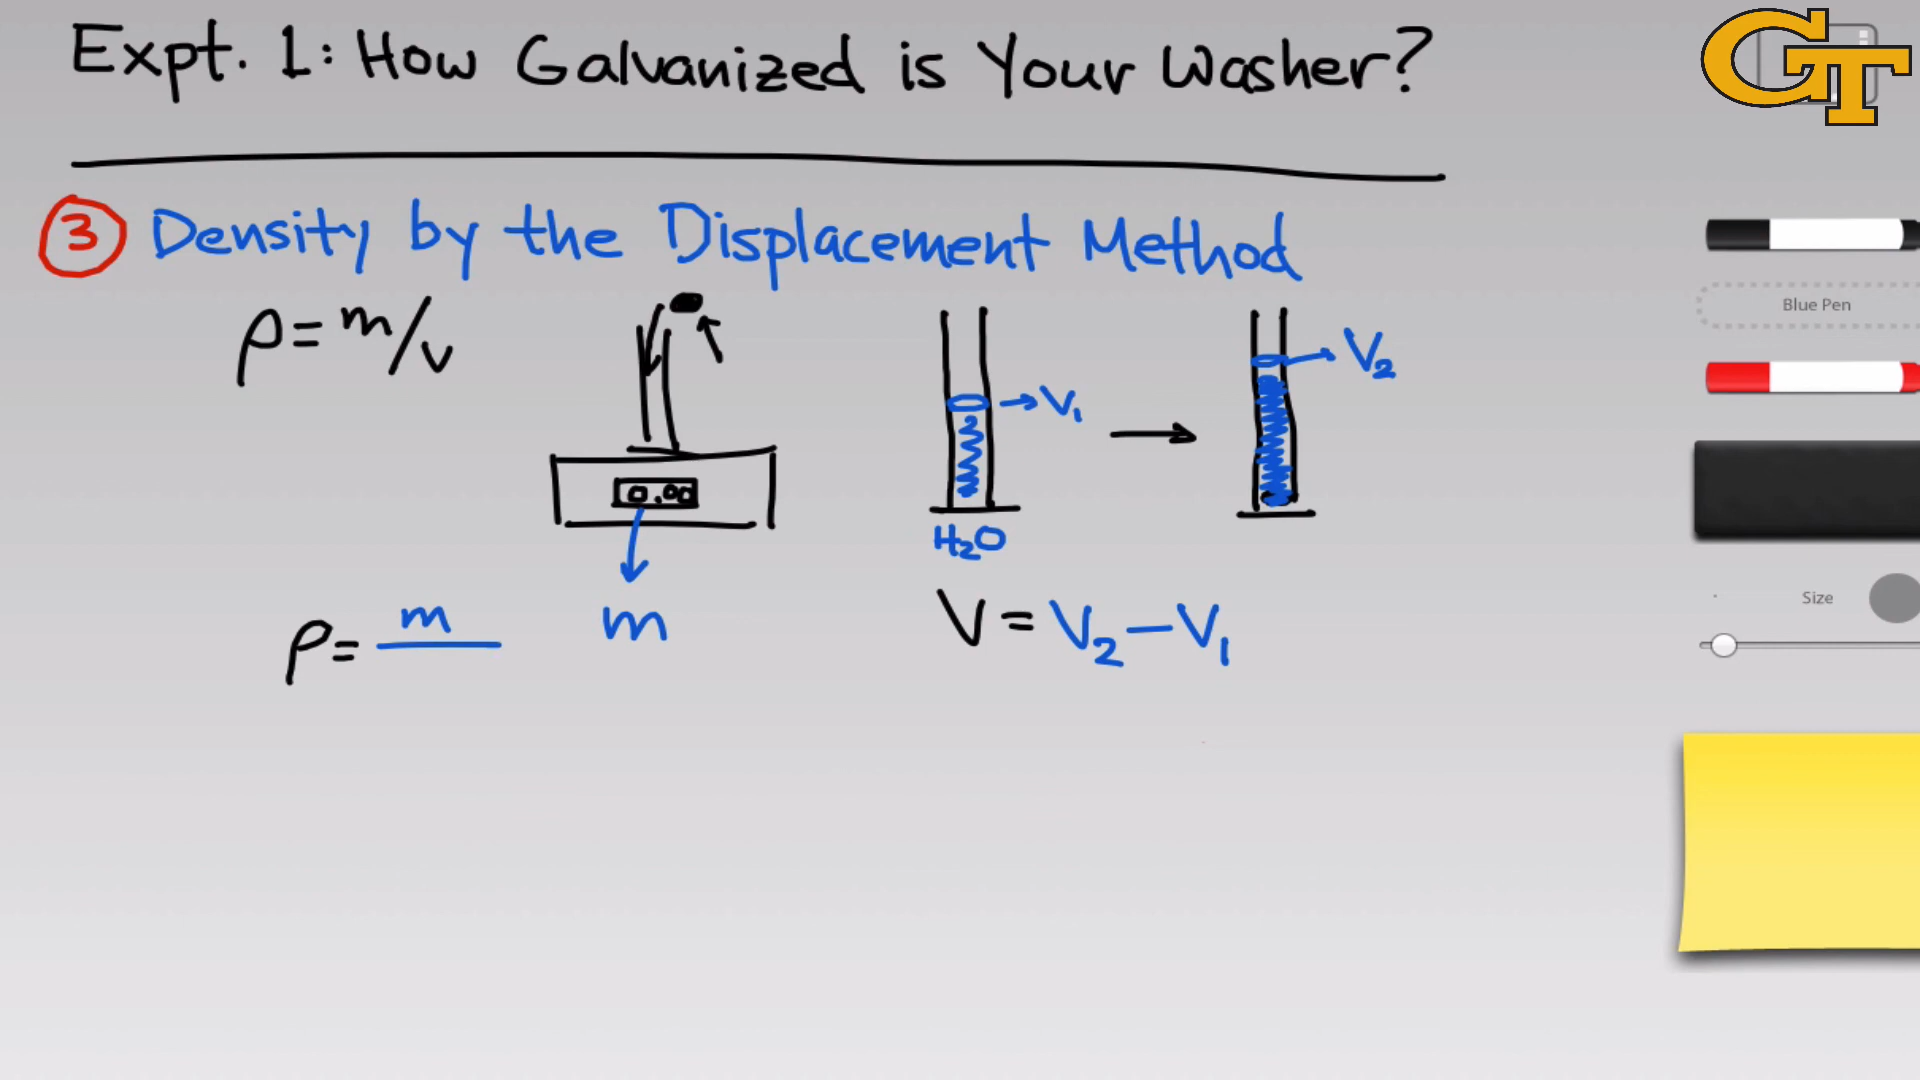 Expt. 1: How Galvanized is Your Washer?
GT
3 Density by the Displacement Method
ρ = m/v
V₁
V₂
Blue Pen
0.00
H₂O
m
V = V₂ – V₁
ρ = m
Size